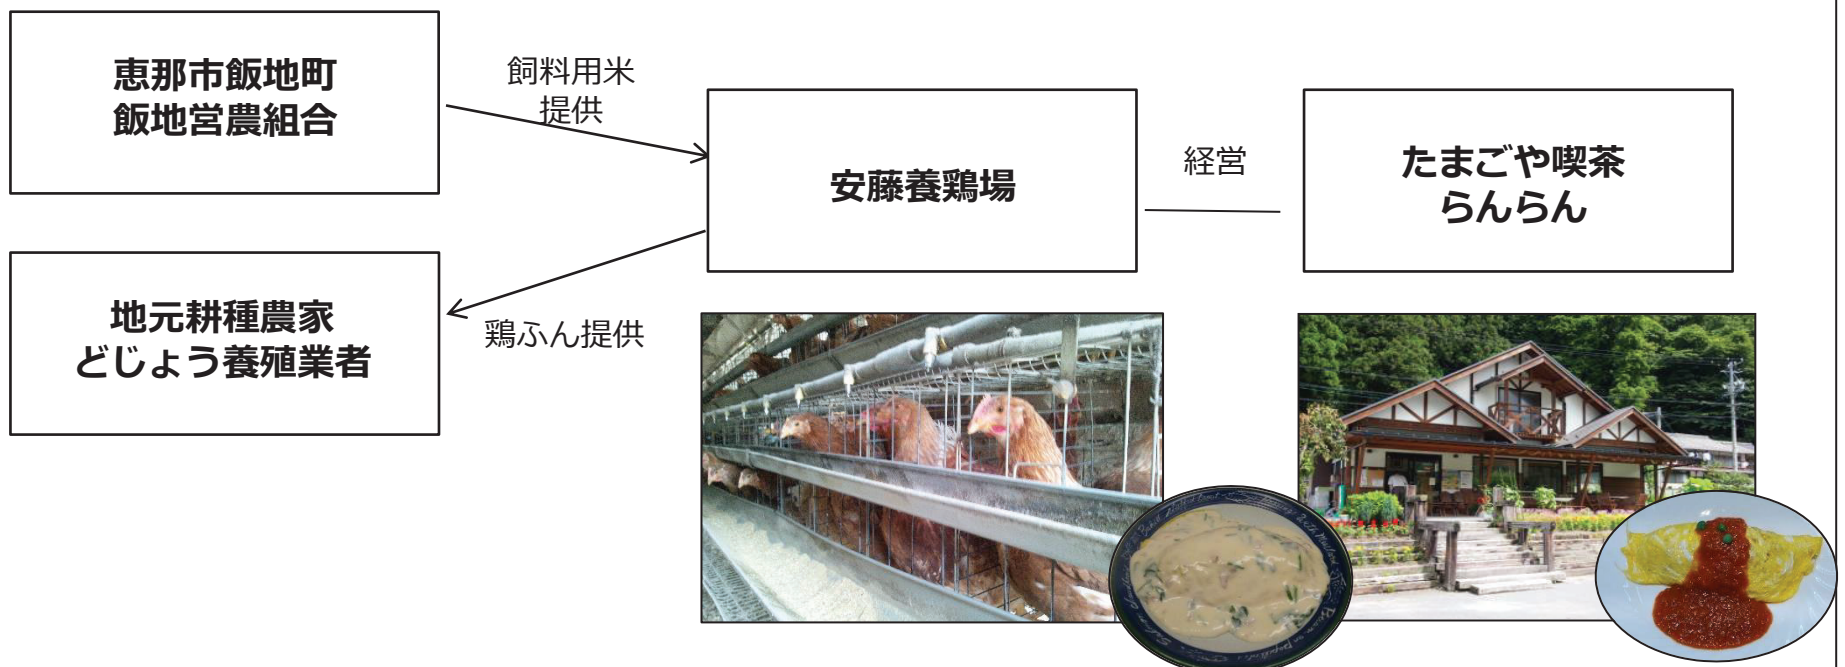 恵那市飯地町
飯地営農組合
飼料用米
提供
安藤養鶏場
経営
たまごや喫茶
らんらん
地元耕種農家
どじょう養殖業者
鶏ふん提供